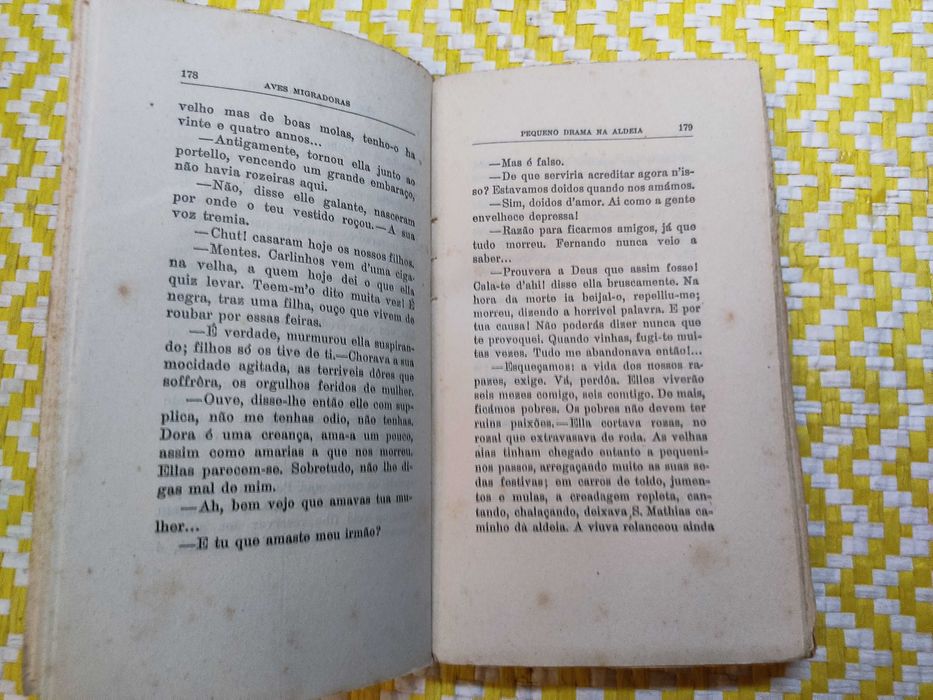 178
AVES MIGRADORAS
velho mas de boas molas, tenho-o ha
vinte e quatro annos...
—Antigamente, tornou ella junto ao
portello, vencendo um grande embaraço,
não havia rozeiras aqui.
—Não, disse elle galante, nasceram
por onde o teu vestido roçou.—A sua
voz tremia.
—Chut! casaram hoje os nossos filhos.
—Mentes. Carlinhos vem d'uma ciga-
na velha, a quem hoje dei o que ella
quiz levar. Teem-m'o dito muita vez! É
negra, traz uma filha, ouço que vivem de
roubar por essas feiras.
—É verdade, murmurou ella suspiran-
do; filhos só os tive de ti.—Chorava a sua
mocidade agitada, as terriveis dôres que
soffrêra, os orgulhos feridos de mulher.
—Ouve, disse-lhe então elle com sup-
plica, não me tenhas odio, não tenhas.
Dora é uma creança, ama-a um pouco,
assim como amarias a que nos morreu.
Ellas parecem-se. Sobretudo, não lhe di-
gas mal de mim.
—Ah, bem vejo que amavas tua mu-
lher...
—E tu que amaste meu irmão?
PEQUENO DRAMA NA ALDEIA
179
—Mas é falso.
—De que serviria acreditar agora n'is-
so? Estavamos doidos quando nos amámos.
—Sim, doidos d'amor. Ai como a gente
envelhece depressa!
—Razão para ficarmos amigos, já que
tudo morreu. Fernando nunca veio a
saber...
—Prouvera a Deus que assim fosse!
Cala-te d'ahi! disse ella bruscamente. Na
hora da morte ia beijal-o, repelliu-me;
morreu, dizendo a horrivel palavra. E por
tua causa! Não poderás dizer nunca que
te provoquei. Quando vinhas, fugi-te mui-
tas vezes. Tudo me abandonava então!...
—Esqueçamos: a vida dos nossos ra-
pazes, exige. Vá, perdôa. Elles viverão
seis mezes comigo, seis comtigo. De mais,
ficámos pobres. Os pobres não devem ter
ruins paixões.—Ella cortava rozas, no
rozal que extravasava de roda. As velhas
aias tinham chegado entanto a pequeni-
nos passos, arregaçando muito as suas se-
das festivas; em carros de toldo, jumen-
tos e mulas, a creadagem repleta, can-
tando, chalaçando, deixava S. Mathias ca-
minho da aldeia. A viuva relanceou ainda